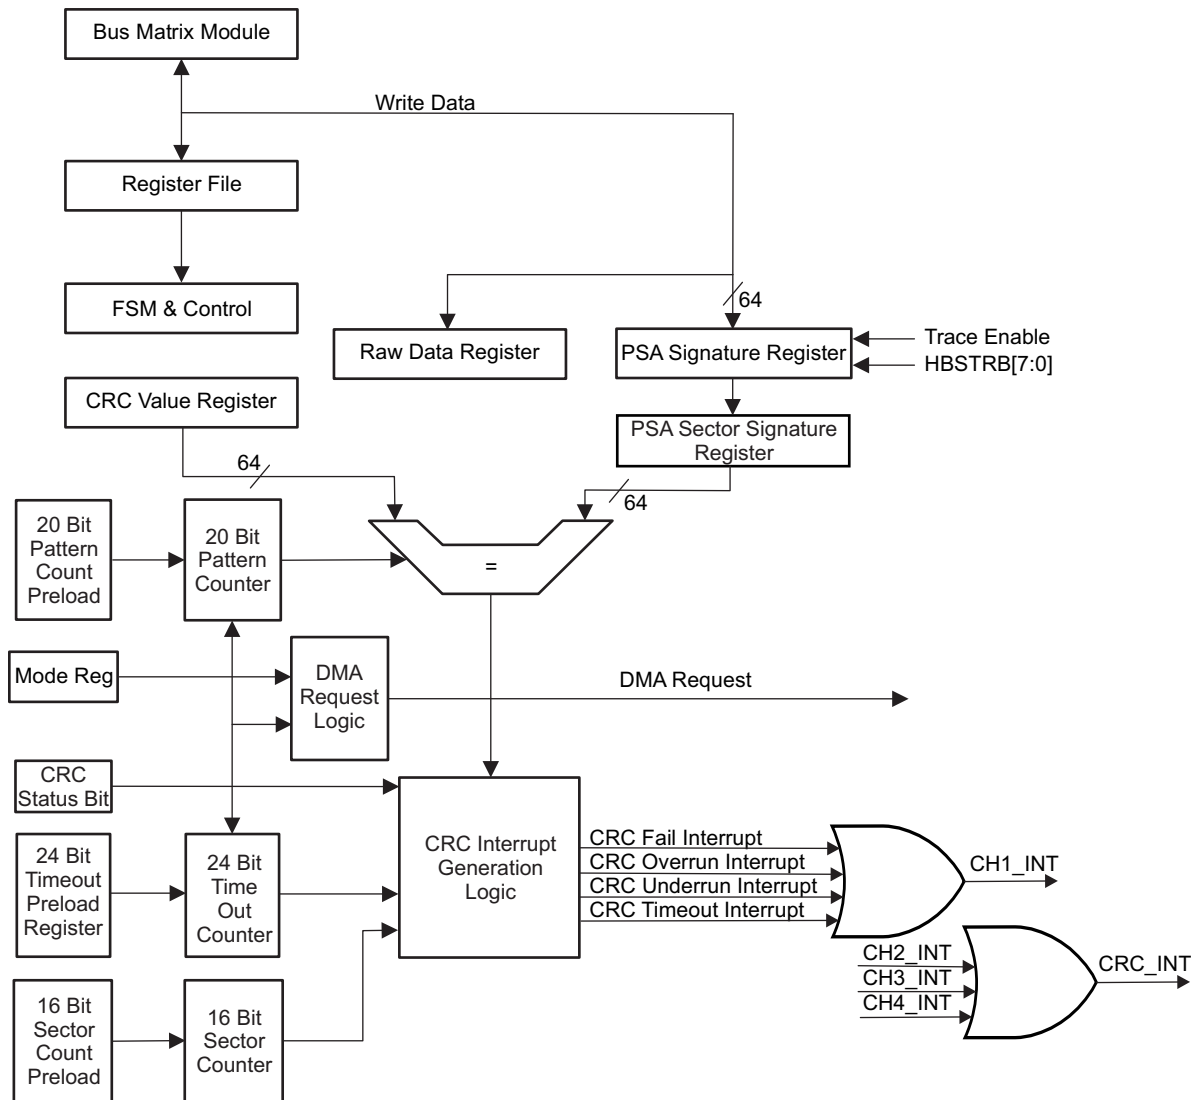 Bus Matrix Module
Write Data
Register File
FSM & Control
64
Raw Data Register
PSA Signature Register
Trace Enable
HBSTRB[7:0]
CRC Value Register
PSA Sector Signature
Register
64
64
20 Bit
Pattern
Count
Preload
20 Bit
Pattern
Counter
=
Mode Reg
DMA
Request
Logic
DMA Request
CRC
Status Bit
24 Bit
Timeout
Preload
Register
24 Bit
Time
Out
Counter
CRC Interrupt
Generation
Logic
CRC Fail Interrupt
CRC Overrun Interrupt
CRC Underrun Interrupt
CRC Timeout Interrupt
CH1_INT
CH2_INT
CH3_INT
CH4_INT
CRC_INT
16 Bit
Sector
Count
Preload
16 Bit
Sector
Counter